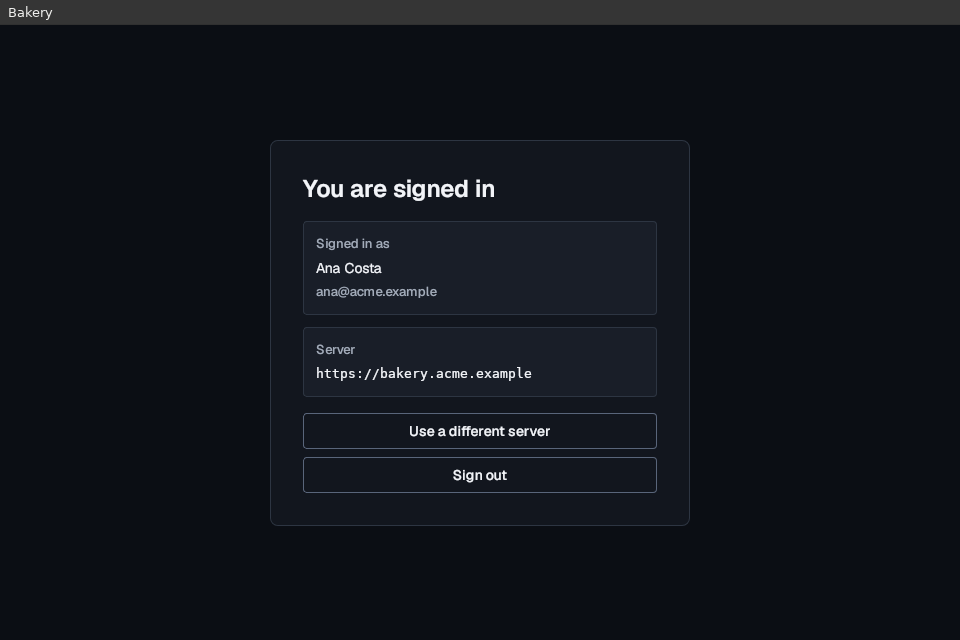 Bakery
You are signed in
Signed in as
Ana Costa
ana@acme.example
Server
https://bakery.acme.example
Use a different server
Sign out